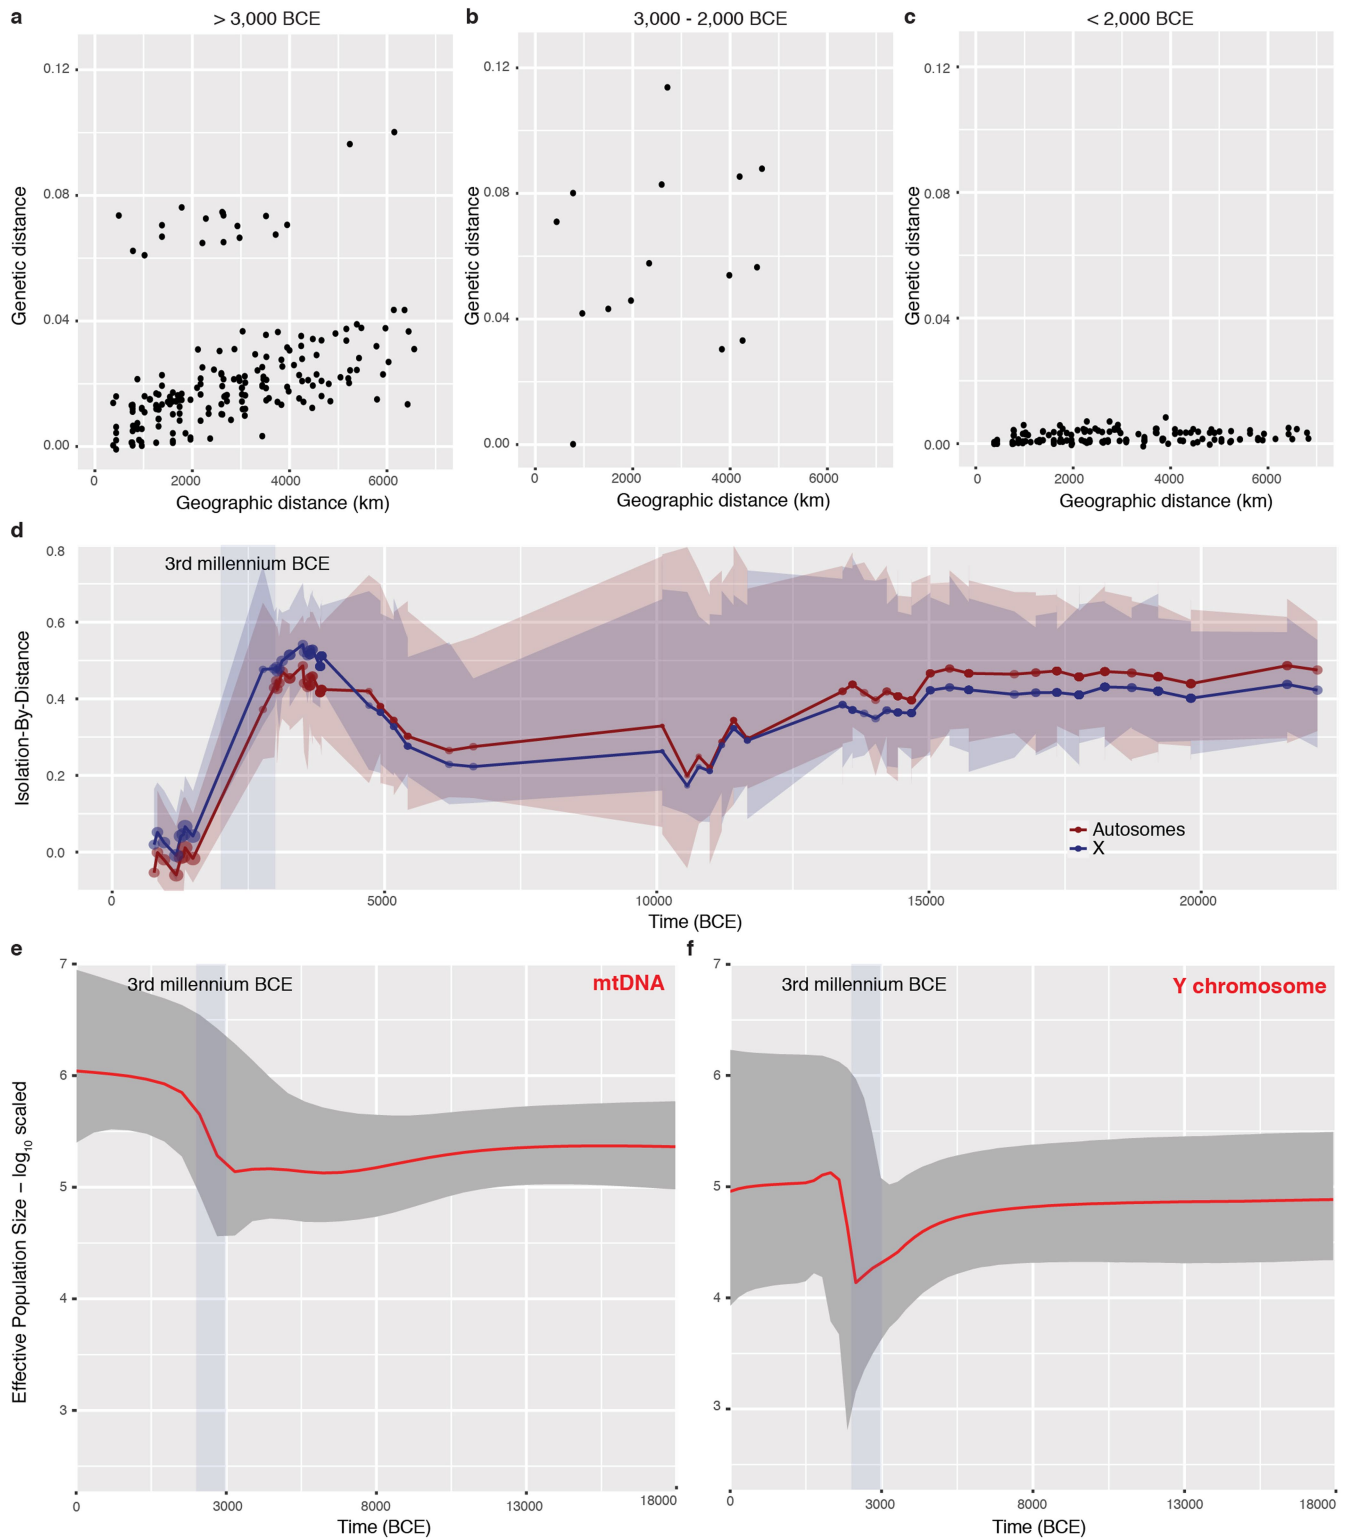 a
> 3,000 BCE
0.12
0.08
0.04
0.00
Genetic distance
0
2000
4000
6000
Geographic distance (km)
b
3,000 - 2,000 BCE
0.12
0.08
0.04
0.00
Genetic distance
0
2000
4000
6000
Geographic distance (km)
c
< 2,000 BCE
0.12
0.08
0.04
0.00
Genetic distance
0
2000
4000
6000
Geographic distance (km)
d
3rd millennium BCE
0.8
0.6
0.4
0.2
0.0
Isolation-By-Distance
Autosomes
X
0
5000
10000
15000
20000
Time (BCE)
e
3rd millennium BCE
mtDNA
7
6
5
4
3
Effective Population Size – log10 scaled
0
3000
8000
13000
18000
Time (BCE)
f
3rd millennium BCE
Y chromosome
7
6
5
4
3
0
3000
8000
13000
18000
Time (BCE)